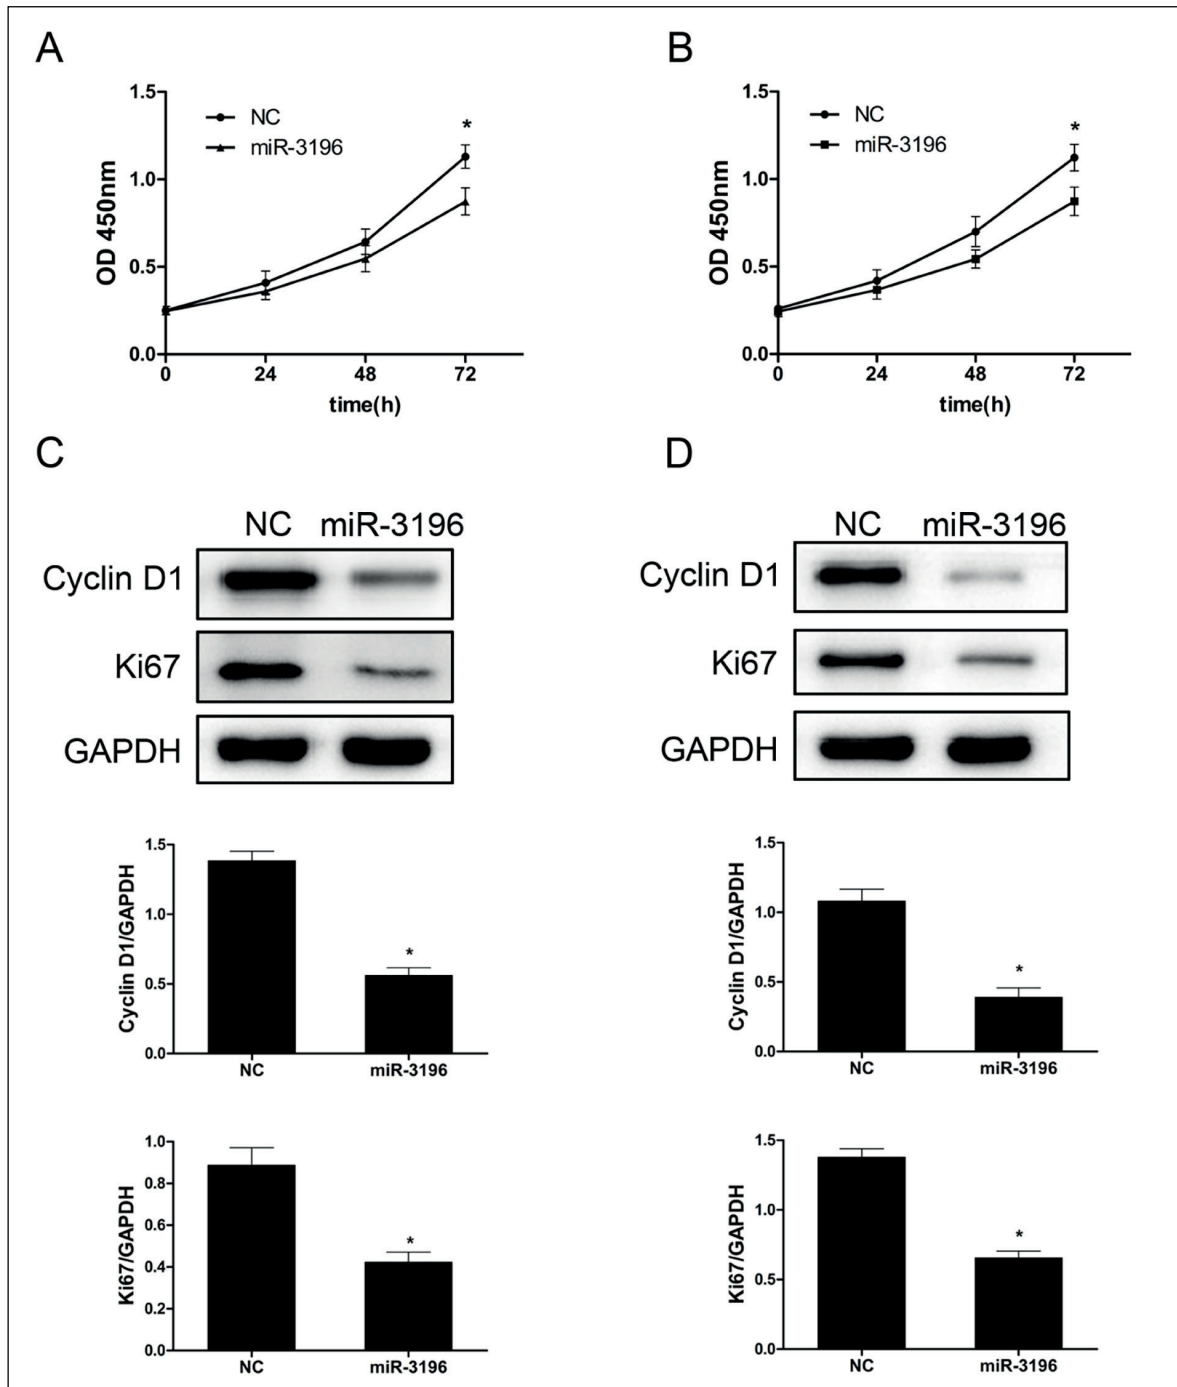 A
1.5
NC
miR-3196
*
1.0
OD 450nm
0.5
0.0
0 24 48 72
time(h)
B
1.5
NC
miR-3196
*
1.0
OD 450nm
0.5
0.0
0 24 48 72
time(h)
C
NC miR-3196
Cyclin D1
Ki67
GAPDH
1.5
1.0
Cyclin D1/GAPDH
*
0.5
0.0
NC miR-3196
1.0
0.8
0.6
Ki67/GAPDH
*
0.4
0.2
0.0
NC miR-3196
D
NC miR-3196
Cyclin D1
Ki67
GAPDH
1.5
1.0
Cyclin D1/GAPDH
*
0.5
0.0
NC miR-3196
1.5
1.0
Ki67/GAPDH
*
0.5
0.0
NC miR-3196